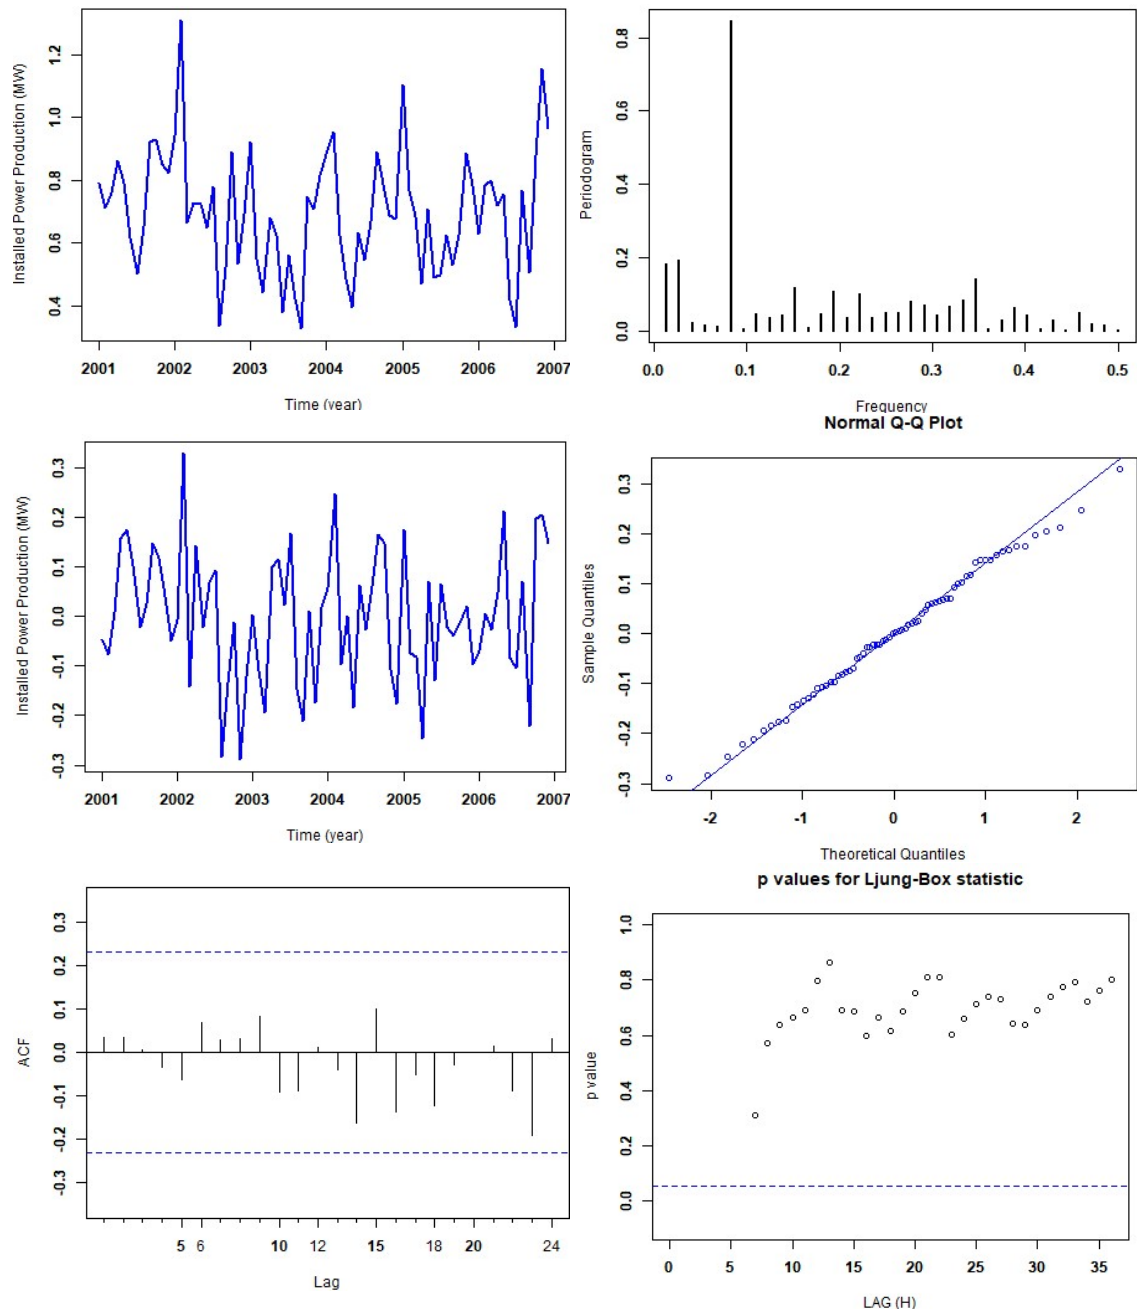 Installed Power Production (MW)
0.4 0.6 0.8 1.0 1.2
2001 2002 2003 2004 2005 2006 2007
Time (year)
Periodogram
0.0 0.2 0.4 0.6 0.8
0.0 0.1 0.2 0.3 0.4 0.5
Frequency
Installed Power Production (MW)
-0.3 -0.2 -0.1 0.0 0.1 0.2 0.3
2001 2002 2003 2004 2005 2006 2007
Time (year)
Normal Q-Q Plot
Sample Quantiles
-0.3 -0.2 -0.1 0.0 0.1 0.2 0.3
-2 -1 0 1 2
Theoretical Quantiles
ACF
-0.3 -0.2 -0.1 0.0 0.1 0.2 0.3
5 6 10 12 15 18 20 24
Lag
p values for Ljung-Box statistic
p value
0.0 0.2 0.4 0.6 0.8 1.0
0 5 10 15 20 25 30 35
LAG (H)